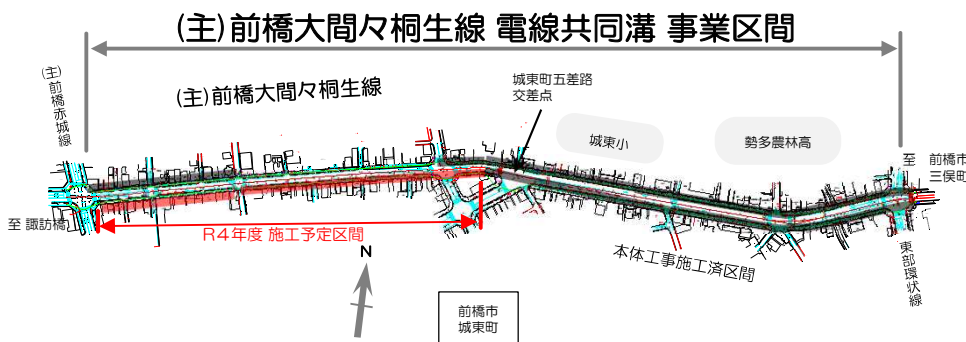 (主)前橋大間々桐生線 電線共同溝 事業区間
(主)前橋赤城線
(主)前橋大間々桐生線
城東町五差路
交差点
城東小
勢多農林高
至 前橋市
三俣町
至 諏訪橋
R4年度 施工予定区間
N
本体工事施工済区間
東部環状線
前橋市
城東町